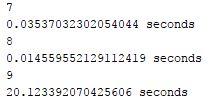 7
0.03537032302054044 seconds
8
0.014559552129112419 seconds
9
20.123392070425606 seconds